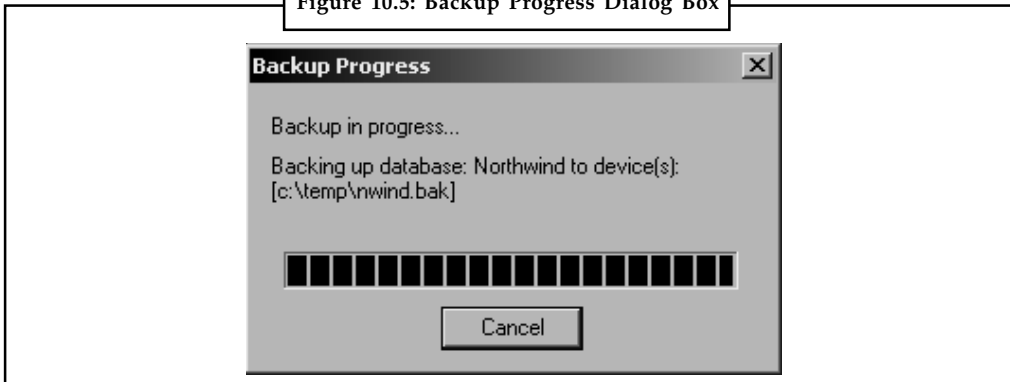 Figure 10.5: Backup Progress Dialog Box
Backup Progress
Backup in progress...
Backing up database: Northwind to device(s):
[c:\temp\nwind.bak]
Cancel